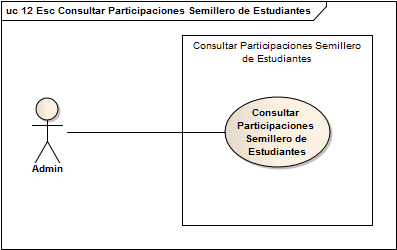 uc 12 Esc Consultar Participaciones Semillero de Estudiantes
Consultar Participaciones Semillero
de Estudiantes
Consultar
Participaciones
Semillero de
Estudiantes
Admin